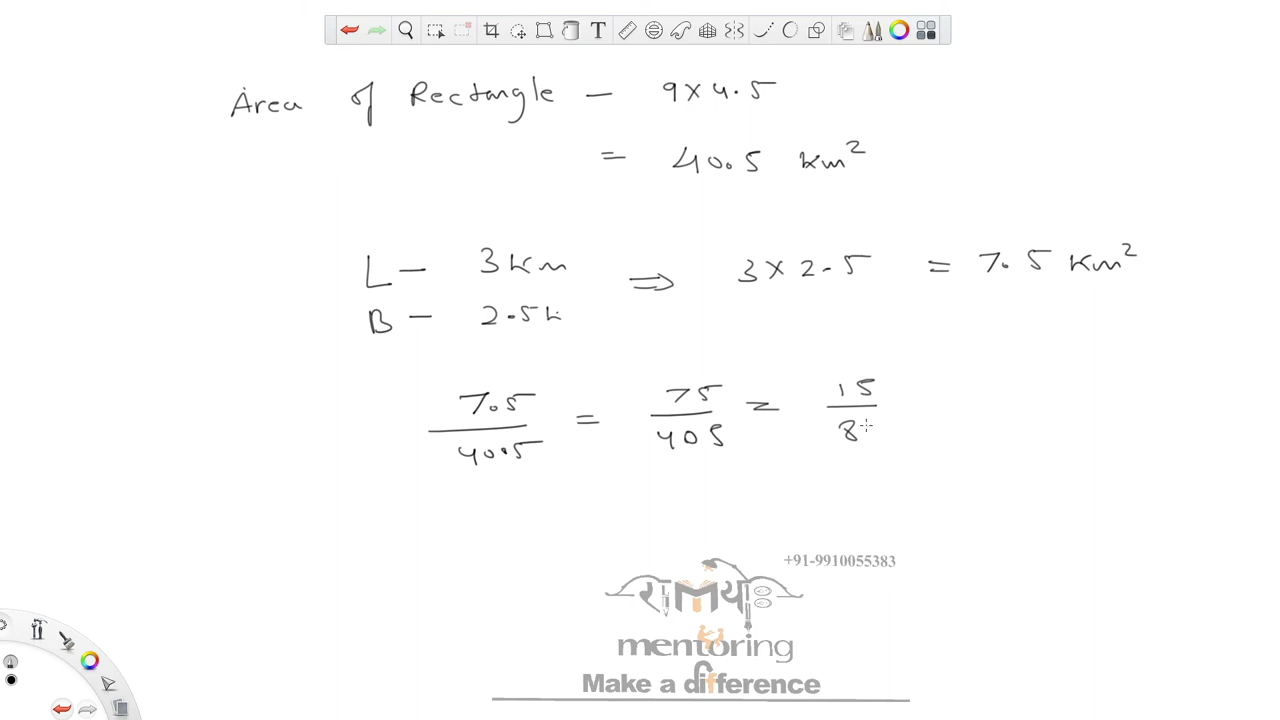 Area of Rectangle - 9 x 4.5
= 40.5 Km²
L - 3 km ⇒ 3 x 2.5 = 7.5 Km²
B - 2.5 k
7.5/40.5 = 75/405 = 15/8
+91-9910055383
राMया
mentoring
Make a difference